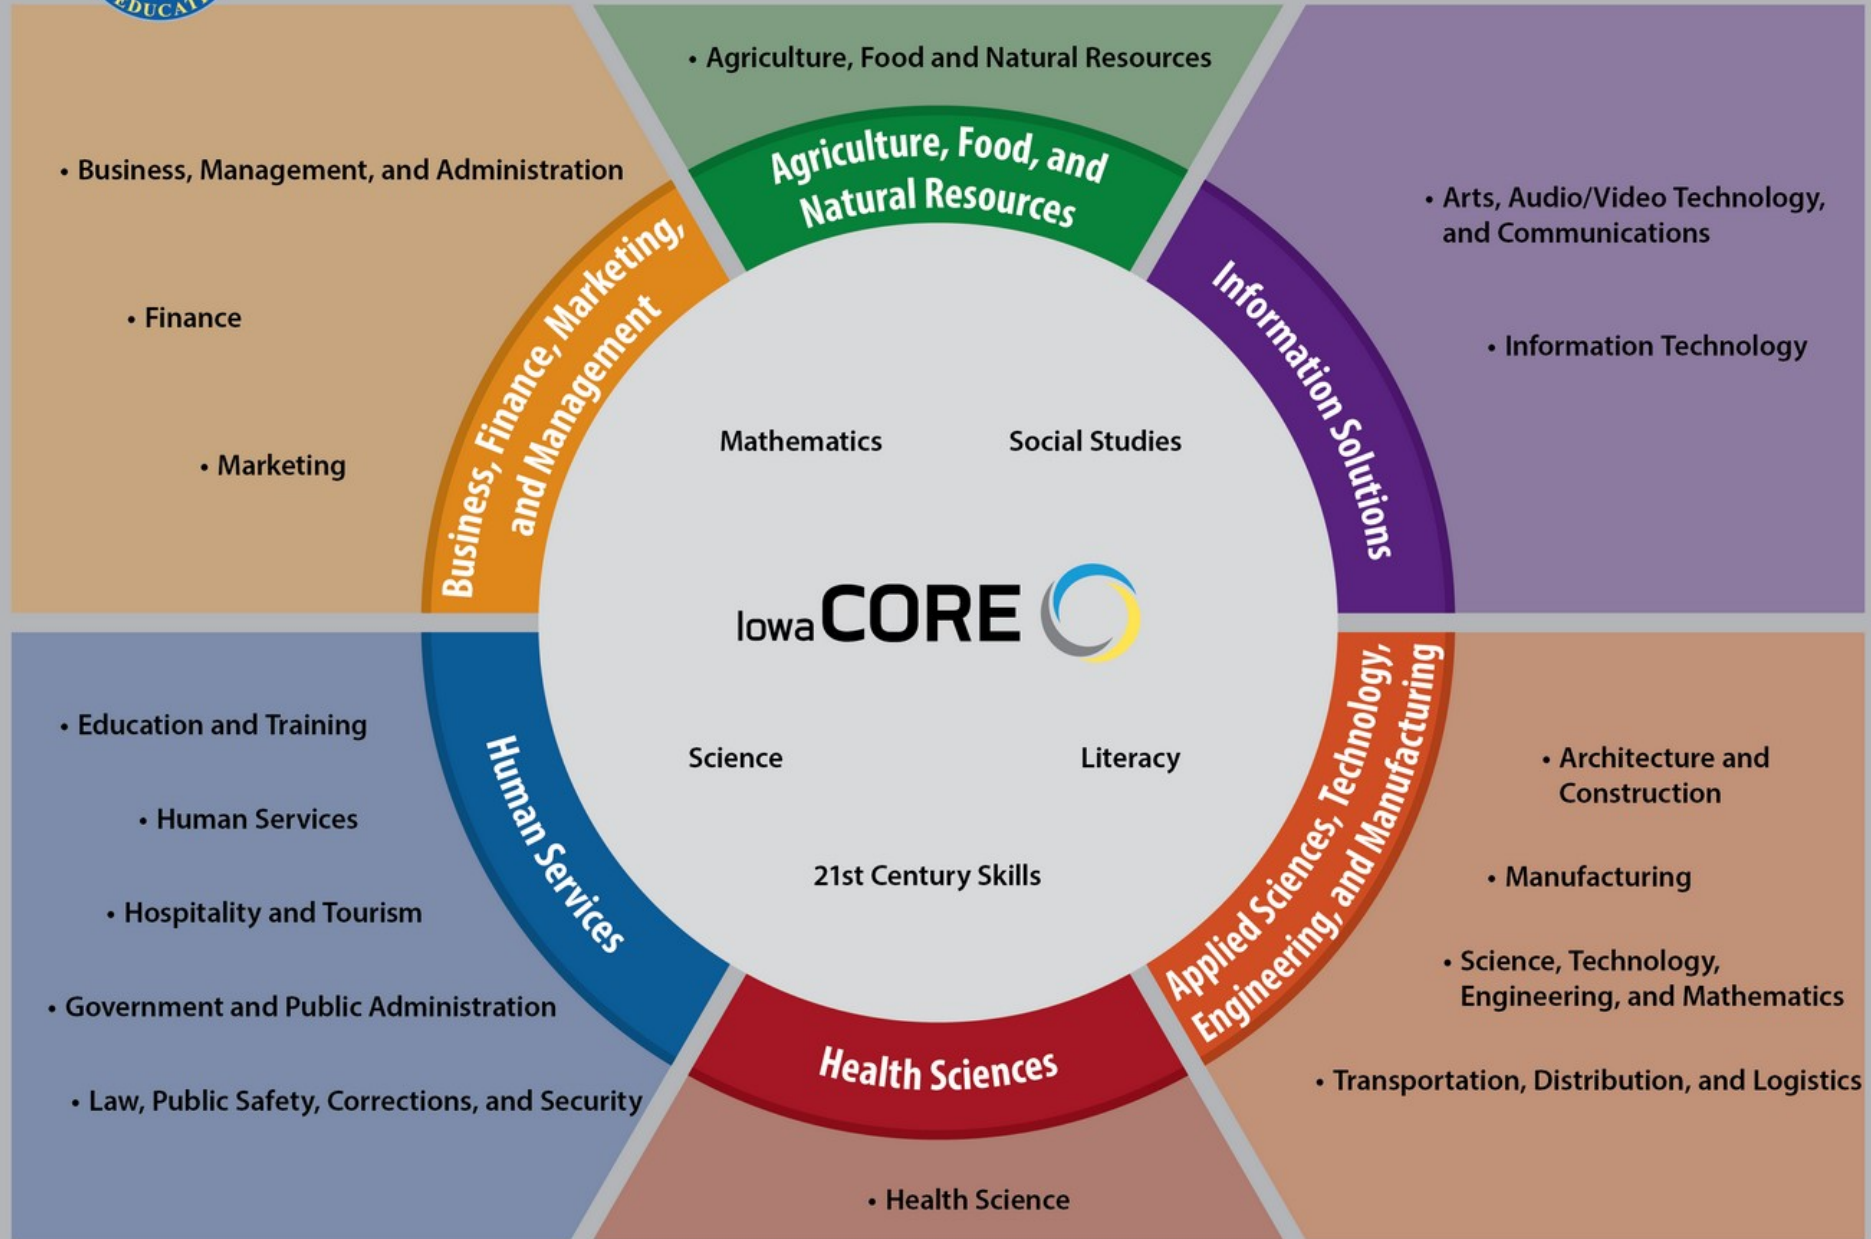 EDUCAT
• Agriculture, Food and Natural Resources
Agriculture, Food, and
Natural Resources
• Business, Management, and Administration
• Finance
• Marketing
Business, Finance, Marketing,
and Management
• Arts, Audio/Video Technology,
and Communications
• Information Technology
Information Solutions
Mathematics
Social Studies
Iowa CORE
Science
Literacy
21st Century Skills
• Education and Training
• Human Services
• Hospitality and Tourism
• Government and Public Administration
• Law, Public Safety, Corrections, and Security
Human Services
Applied Sciences, Technology,
Engineering, and Manufacturing
• Architecture and
Construction
• Manufacturing
• Science, Technology,
Engineering, and Mathematics
• Transportation, Distribution, and Logistics
Health Sciences
• Health Science